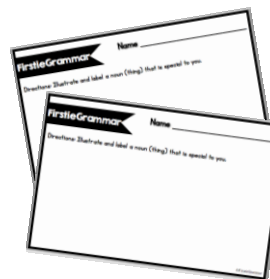 FirstieGrammar
Name
Directions: Illustrate and label a noun (thing) that is special to you.
FirstieGrammar
Name
Directions: Illustrate and label a noun (thing) that is special to you.